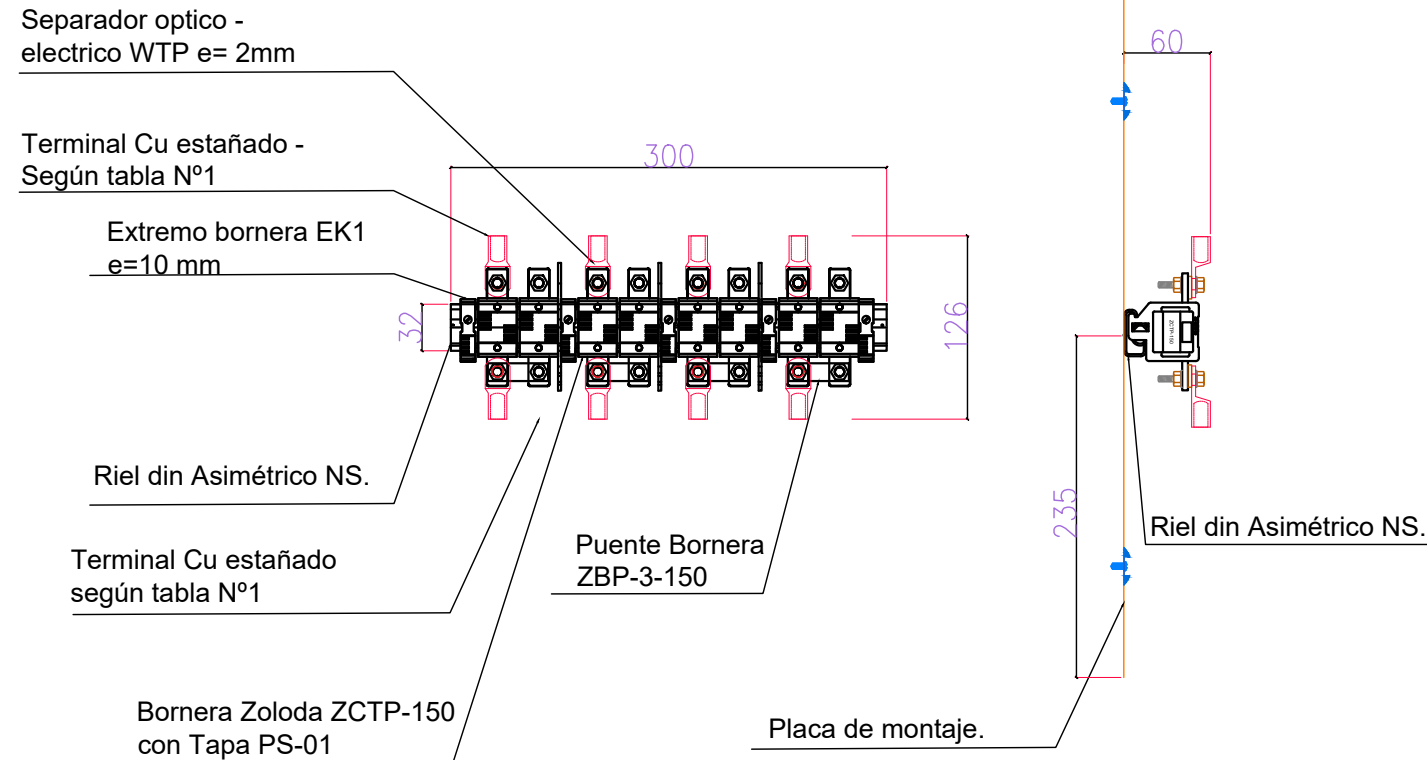 Separador optico -
electrico WTP e= 2mm
Terminal Cu estañado -
Según tabla Nº1
Extremo bornera EK1
e=10 mm
Riel din Asimétrico NS.
Terminal Cu estañado
según tabla Nº1
Bornera Zoloda ZCTP-150
con Tapa PS-01
Puente Bornera
ZBP-3-150
300
32
126
60
235
ZCTP-150
Riel din Asimétrico NS.
Placa de montaje.